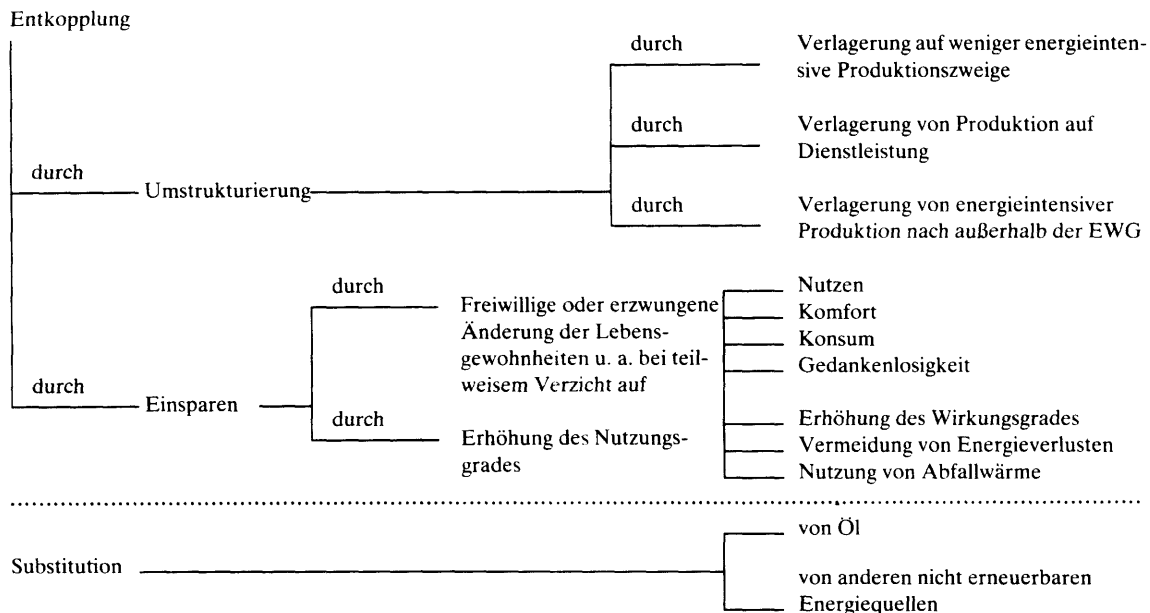 Entkopplung
durch
Verlagerung auf weniger energieinten-
sive Produktionszweige
durch
Verlagerung von Produktion auf
Dienstleistung
durch
Umstrukturierung
durch
Verlagerung von energieintensiver
Produktion nach außerhalb der EWG
durch
Freiwillige oder erzwungene
Änderung der Lebens-
gewohnheiten u. a. bei teil-
weisem Verzicht auf
Nutzen
Komfort
Konsum
Gedankenlosigkeit
durch
Einsparen
durch
Erhöhung des Nutzungs-
grades
Erhöhung des Wirkungsgrades
Vermeidung von Energieverlusten
Nutzung von Abfallwärme
Substitution
von Öl
von anderen nicht erneuerbaren
Energiequellen